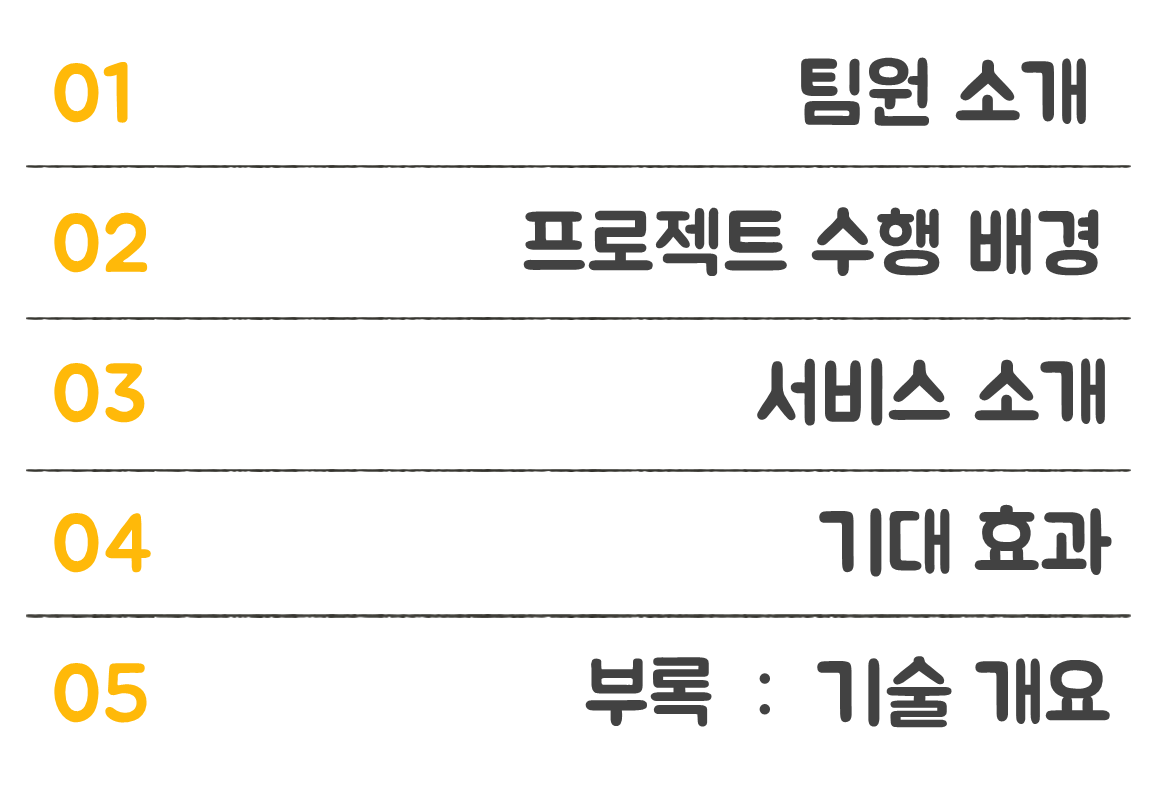 01 팀원 소개
02 프로젝트 수행 배경
03 서비스 소개
04 기대 효과
05 부록 : 기술 개요